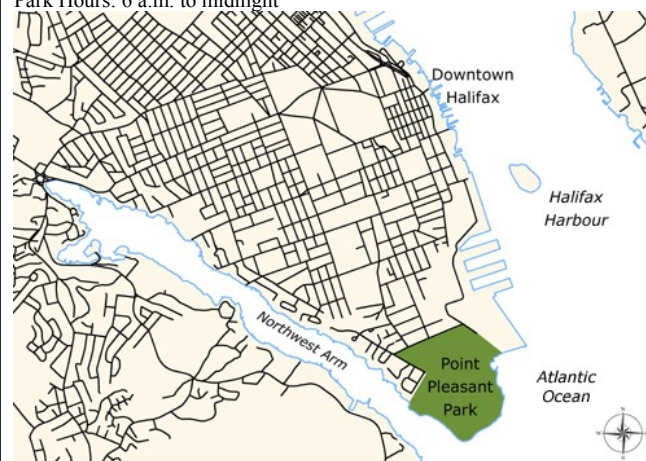 Park Hours: 6 a.m. to midnight
Downtown
Halifax
Halifax
Harbour
Northwest Arm
Point
Pleasant
Park
Atlantic
Ocean